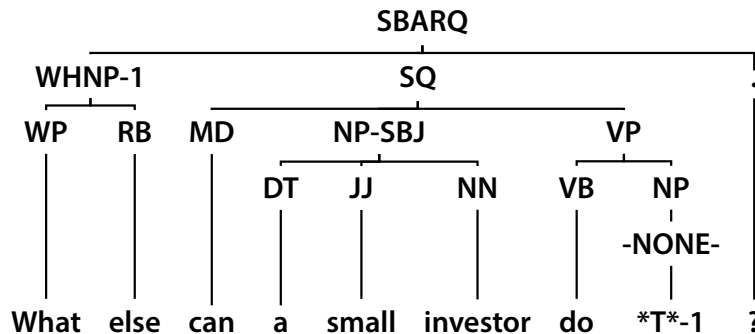 SBARQ
WHNP-1 SQ .
WP RB MD NP-SBJ VP
DT JJ NN VB NP
-NONE-
What else can a small investor do *T*-1 ?